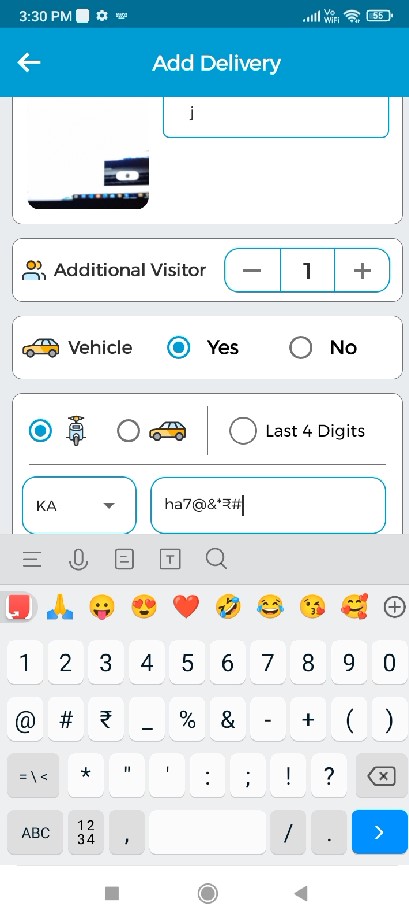 3:30 PM
Vo
WiFi
55
Add Delivery
j
Additional Visitor
1
Vehicle
Yes
No
Last 4 Digits
KA
ha7@&*₹#
T
1 2 3 4 5 6 7 8 9 0
@ # ₹ _ % & - + ( )
= \ < * " ' : ; ! ?
ABC
12
34
, / .